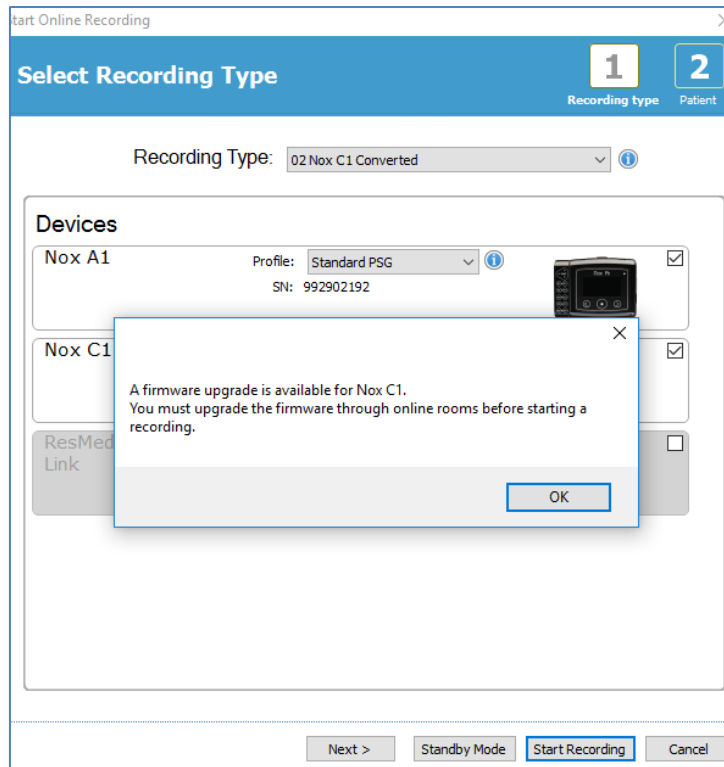 tart Online Recording
Select Recording Type
1
Recording type
2
Patient
Recording Type:
02 Nox C1 Converted
Devices
Nox A1
Profile:
Standard PSG
SN: 992902192
Nox C1
A firmware upgrade is available for Nox C1.
You must upgrade the firmware through online rooms before starting a
recording.
OK
ResMed
Link
Next >
Standby Mode
Start Recording
Cancel